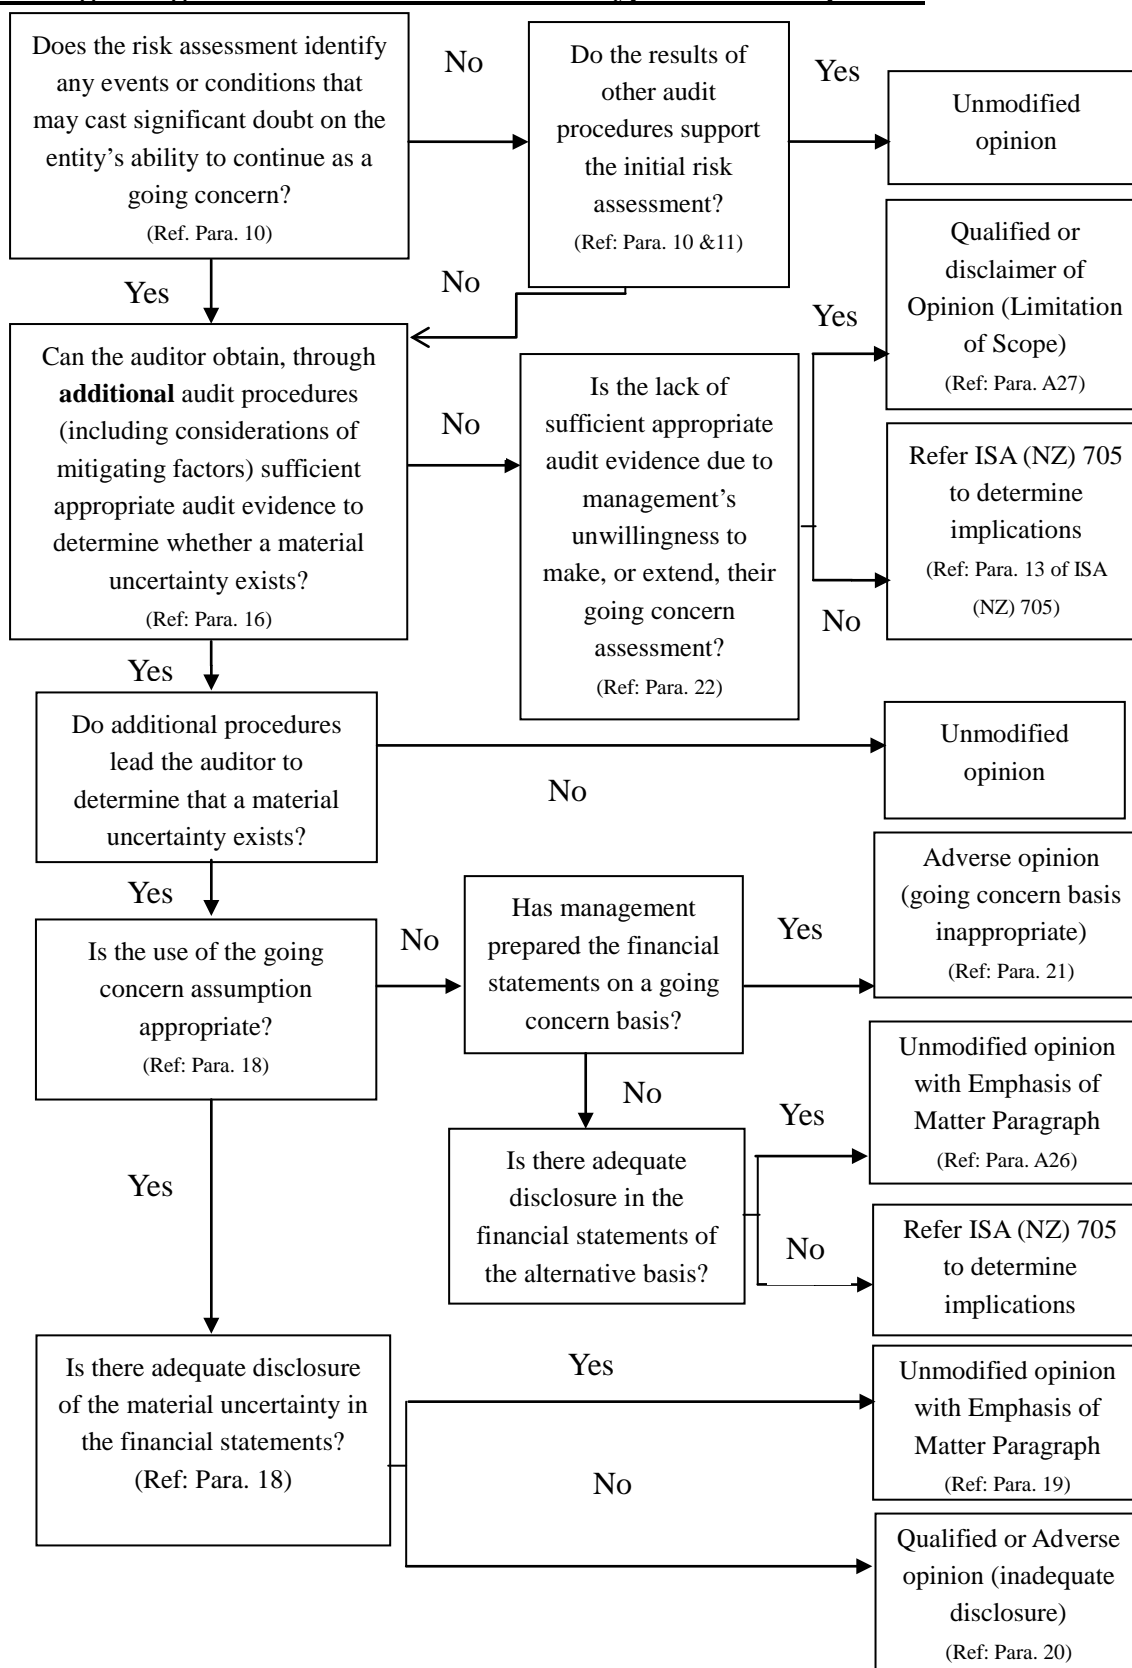 Does the risk assessment identify
any events or conditions that
may cast significant doubt on the
entity's ability to continue as a
going concern?
(Ref. Para. 10)
No
Do the results of
other audit
procedures support
the initial risk
assessment?
(Ref: Para. 10 &11)
Yes
Unmodified
opinion
Yes
No
Can the auditor obtain, through
additional audit procedures
(including considerations of
mitigating factors) sufficient
appropriate audit evidence to
determine whether a material
uncertainty exists?
(Ref: Para. 16)
No
Is the lack of
sufficient appropriate
audit evidence due to
management's
unwillingness to
make, or extend, their
going concern
assessment?
(Ref: Para. 22)
Yes
Qualified or
disclaimer of
Opinion (Limitation
of Scope)
(Ref: Para. A27)
No
Refer ISA (NZ) 705
to determine
implications
(Ref: Para. 13 of ISA
(NZ) 705)
Yes
Do additional procedures
lead the auditor to
determine that a material
uncertainty exists?
No
Unmodified
opinion
Yes
Is the use of the going
concern assumption
appropriate?
(Ref: Para. 18)
No
Has management
prepared the financial
statements on a going
concern basis?
Yes
Adverse opinion
(going concern basis
inappropriate)
(Ref: Para. 21)
No
Is there adequate
disclosure in the
financial statements of
the alternative basis?
Yes
Unmodified opinion
with Emphasis of
Matter Paragraph
(Ref: Para. A26)
No
Refer ISA (NZ) 705
to determine
implications
Yes
Is there adequate disclosure
of the material uncertainty in
the financial statements?
(Ref: Para. 18)
Yes
Unmodified opinion
with Emphasis of
Matter Paragraph
(Ref: Para. 19)
No
Qualified or Adverse
opinion (inadequate
disclosure)
(Ref: Para. 20)